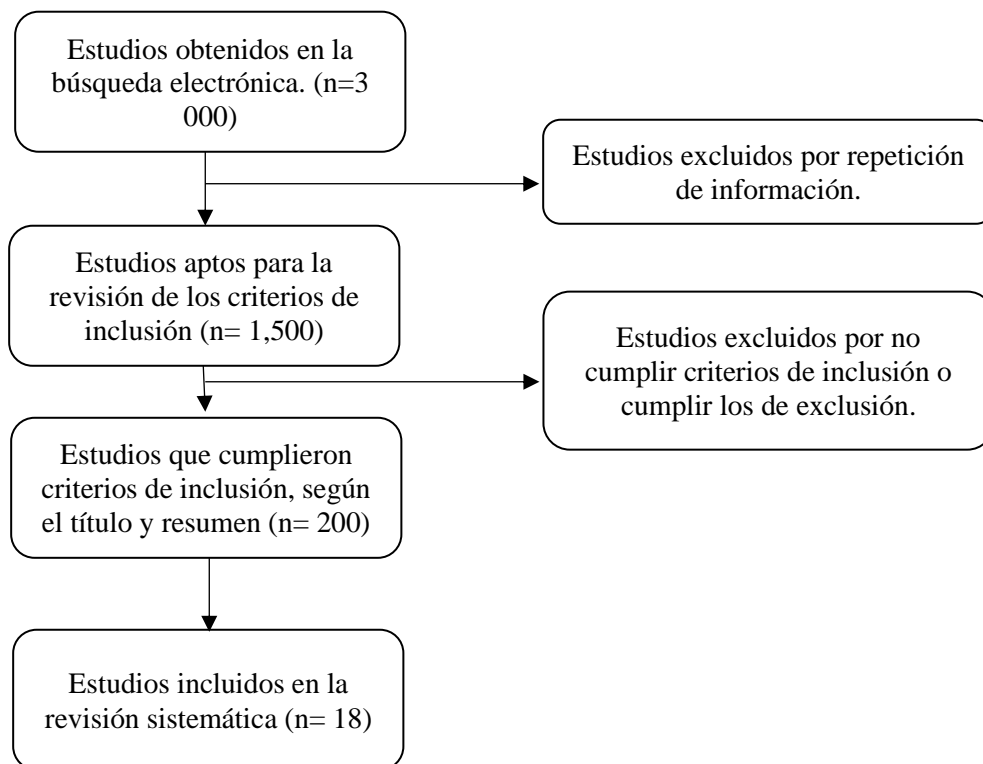 Estudios obtenidos en la
búsqueda electrónica. (n=3
000)
Estudios excluidos por repetición
de información.
Estudios aptos para la
revisión de los criterios de
inclusión (n= 1,500)
Estudios excluidos por no
cumplir criterios de inclusión o
cumplir los de exclusión.
Estudios que cumplieron
criterios de inclusión, según
el título y resumen (n= 200)
Estudios incluidos en la
revisión sistemática (n= 18)